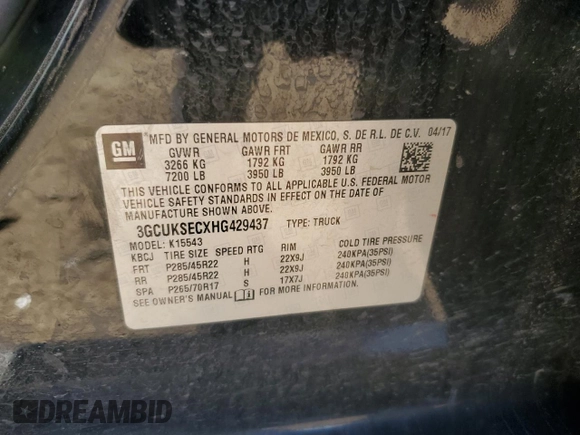 GM
MFD BY GENERAL MOTORS DE MEXICO, S. DE R.L. DE C.V. 04/17
GVWR GAWR FRT GAWR RR
3266 KG 1792 KG 1792 KG
7200 LB 3950 LB 3950 LB
THIS VEHICLE CONFORMS TO ALL APPLICABLE U.S. FEDERAL MOTOR
VEHICLE SAFETY STANDARDS IN EFFECT ON THE DATE OF
MANUFACTURE SHOWN ABOVE.
3GCUKSECXHG429437 TYPE: TRUCK
MODEL: K15543
KBCJ TIRE SIZE SPEED RTG RIM COLD TIRE PRESSURE
FRT P285/45R22 H 22X9J 240KPA(35PSI)
RR P285/45R22 H 22X9J 240KPA(35PSI)
SPA P265/70R17 S 17X7J 240KPA(35PSI)
SEE OWNER'S MANUAL FOR MORE INFORMATION.
DREAMBID